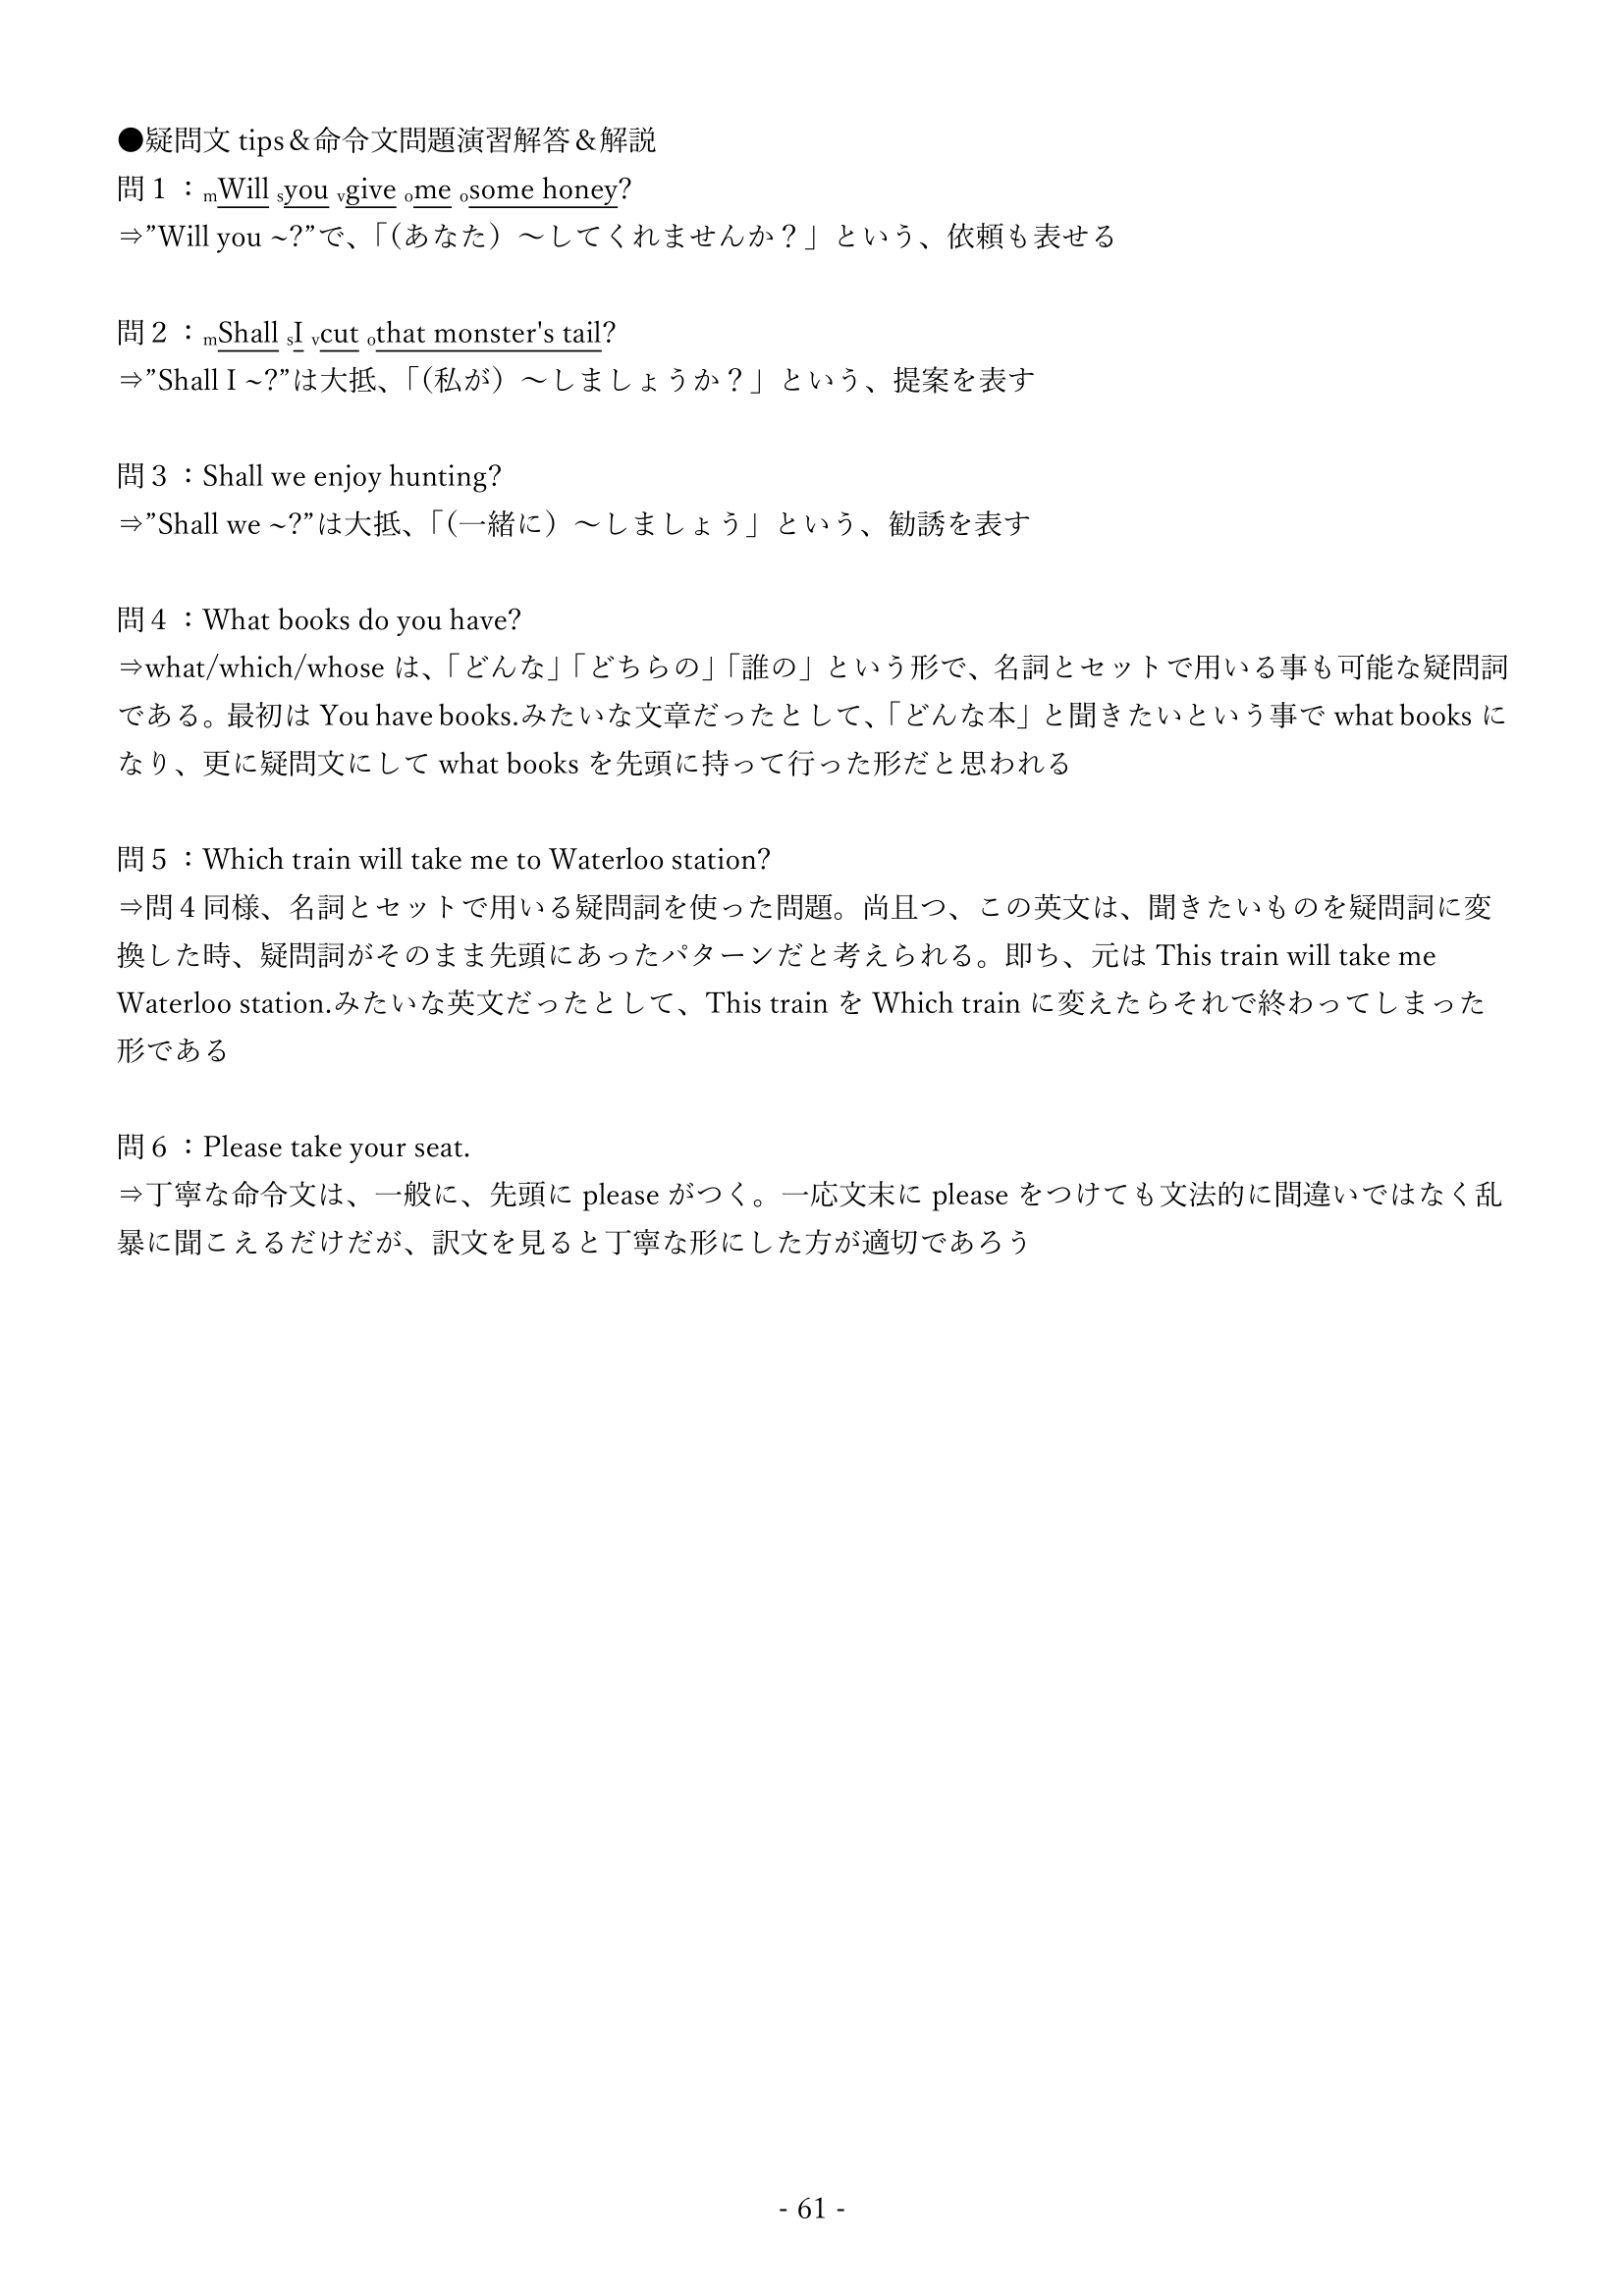 ●疑問文 tips＆命令文問題演習解答＆解説
問１：mWill syou vgive ome osome honey?
⇒”Will you ~?”で、「（あなた）～してくれませんか？」という、依頼も表せる
問２：mShall sI vcut othat monster's tail?
⇒”Shall I ~?”は大抵、「（私が）～しましょうか？」という、提案を表す
問３：Shall we enjoy hunting?
⇒”Shall we ~?”は大抵、「（一緒に）～しましょう」という、勧誘を表す
問４：What books do you have?
⇒what/which/whose は、「どんな」「どちらの」「誰の」という形で、名詞とセットで用いる事も可能な疑問詞
である。最初は You have books.みたいな文章だったとして、「どんな本」と聞きたいという事で what books に
なり、更に疑問文にして what books を先頭に持って行った形だと思われる
問５：Which train will take me to Waterloo station?
⇒問４同様、名詞とセットで用いる疑問詞を使った問題。尚且つ、この英文は、聞きたいものを疑問詞に変
換した時、疑問詞がそのまま先頭にあったパターンだと考えられる。即ち、元は This train will take me
Waterloo station.みたいな英文だったとして、This train を Which train に変えたらそれで終わってしまった
形である
問６：Please take your seat.
⇒丁寧な命令文は、一般に、先頭に please がつく。一応文末に please をつけても文法的に間違いではなく乱
暴に聞こえるだけだが、訳文を見ると丁寧な形にした方が適切であろう
- 61 -